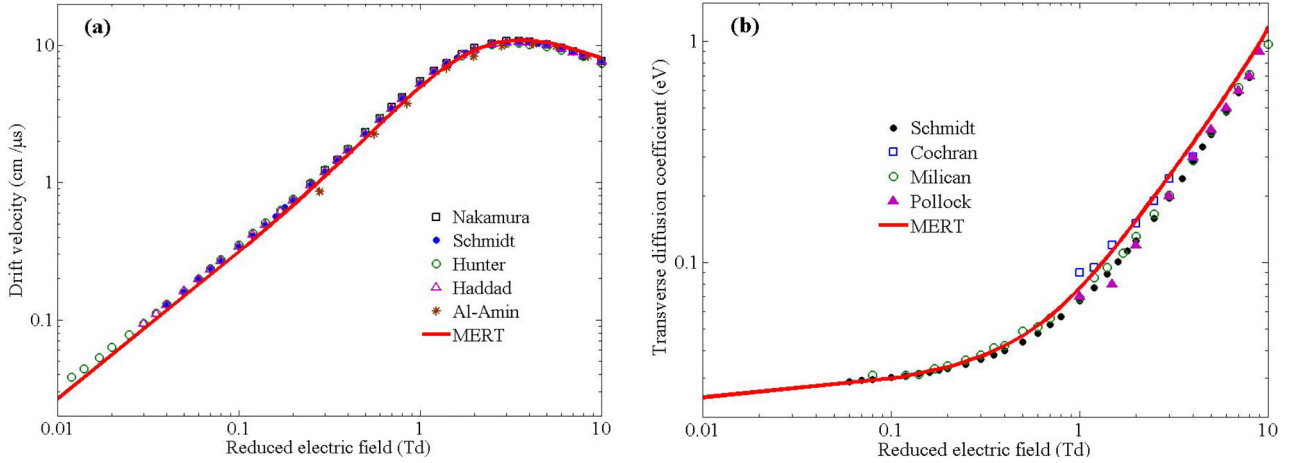 (a)
Drift velocity (cm /μs)
10
1
0.1
Nakamura
Schmidt
Hunter
Haddad
Al-Amin
MERT
0.01
0.1
1
10
Reduced electric field (Td)
(b)
Transverse diffusion coefficient (eV)
1
0.1
Schmidt
Cochran
Milican
Pollock
MERT
0.01
0.1
1
10
Reduced electric field (Td)